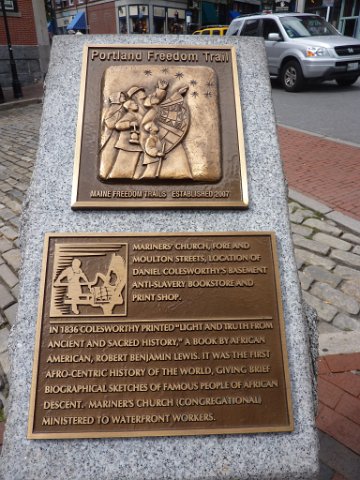 Portland Freedom Trail
MAINE FREEDOM TRAILS ESTABLISHED 2007
MARINERS' CHURCH, FORE AND
MOULTON STREETS, LOCATION OF
DANIEL COLESWORTHY'S BASEMENT
ANTI-SLAVERY BOOKSTORE AND
PRINT SHOP.
IN 1836 COLESWORTHY PRINTED "LIGHT AND TRUTH FROM
ANCIENT AND SACRED HISTORY," A BOOK BY AFRICAN
AMERICAN, ROBERT BENJAMIN LEWIS. IT WAS THE FIRST
AFRO-CENTRIC HISTORY OF THE WORLD, GIVING BRIEF
BIOGRAPHICAL SKETCHES OF FAMOUS PEOPLE OF AFRICAN
DESCENT. MARINER'S CHURCH (CONGREGATIONAL)
MINISTERED TO WATERFRONT WORKERS.